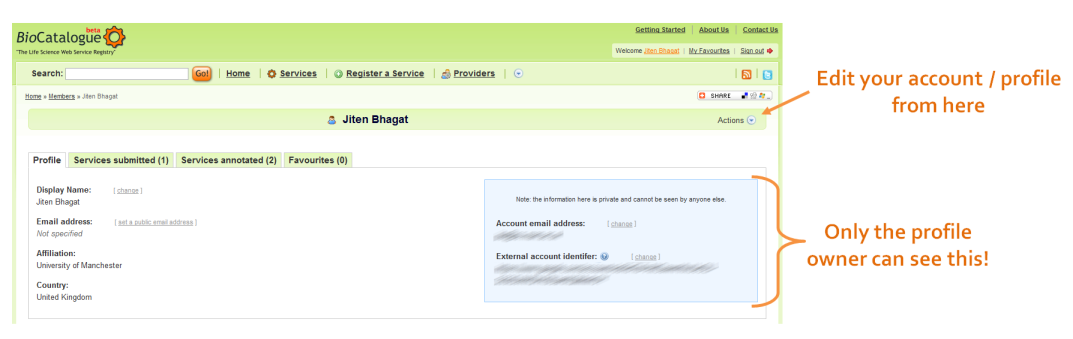 beta
BioCatalogue
"The Life Science Web Service Registry"
Getting Started | About Us | Contact Us
Welcome Jiten Bhagat | My Favourites | Sign out
Search: Go! | Home | Services | Register a Service | Providers |
Home » Members » Jiten Bhagat
SHARE
Jiten Bhagat
Actions
Edit your account / profile
from here
Profile Services submitted (1) Services annotated (2) Favourites (0)
Display Name: [ change ]
Jiten Bhagat
Email address: [ set a public email address ]
Not specified
Affiliation:
University of Manchester
Country:
United Kingdom
Note: the information here is private and cannot be seen by anyone else.
Account email address: [ change ]
External account identifer: [ change ]
Only the profile
owner can see this!